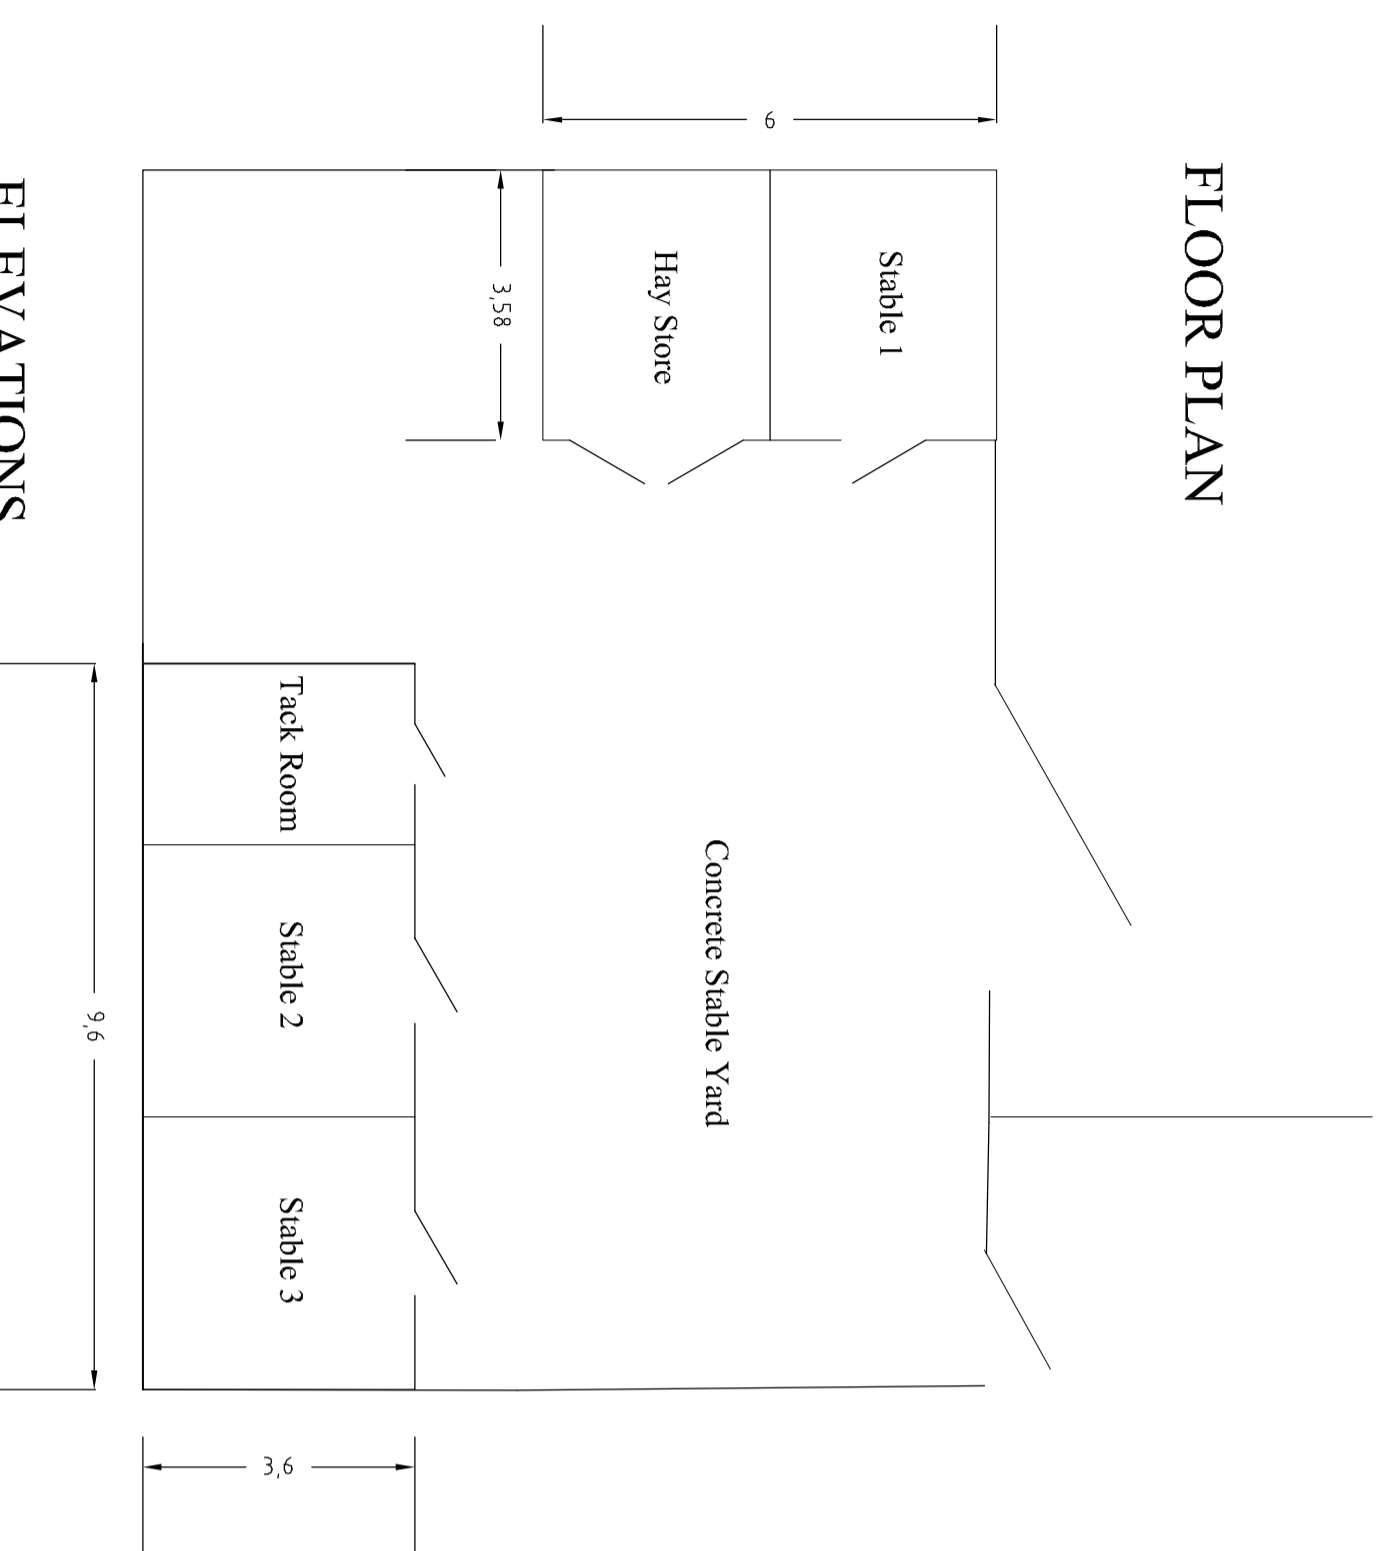 FLOOR PLAN
Stable 1
6
Concrete Stable Yard
Hay Store
3,58
Tack Room
Stable 2
Stable 3
3,6
9,6
ELEVATIONS